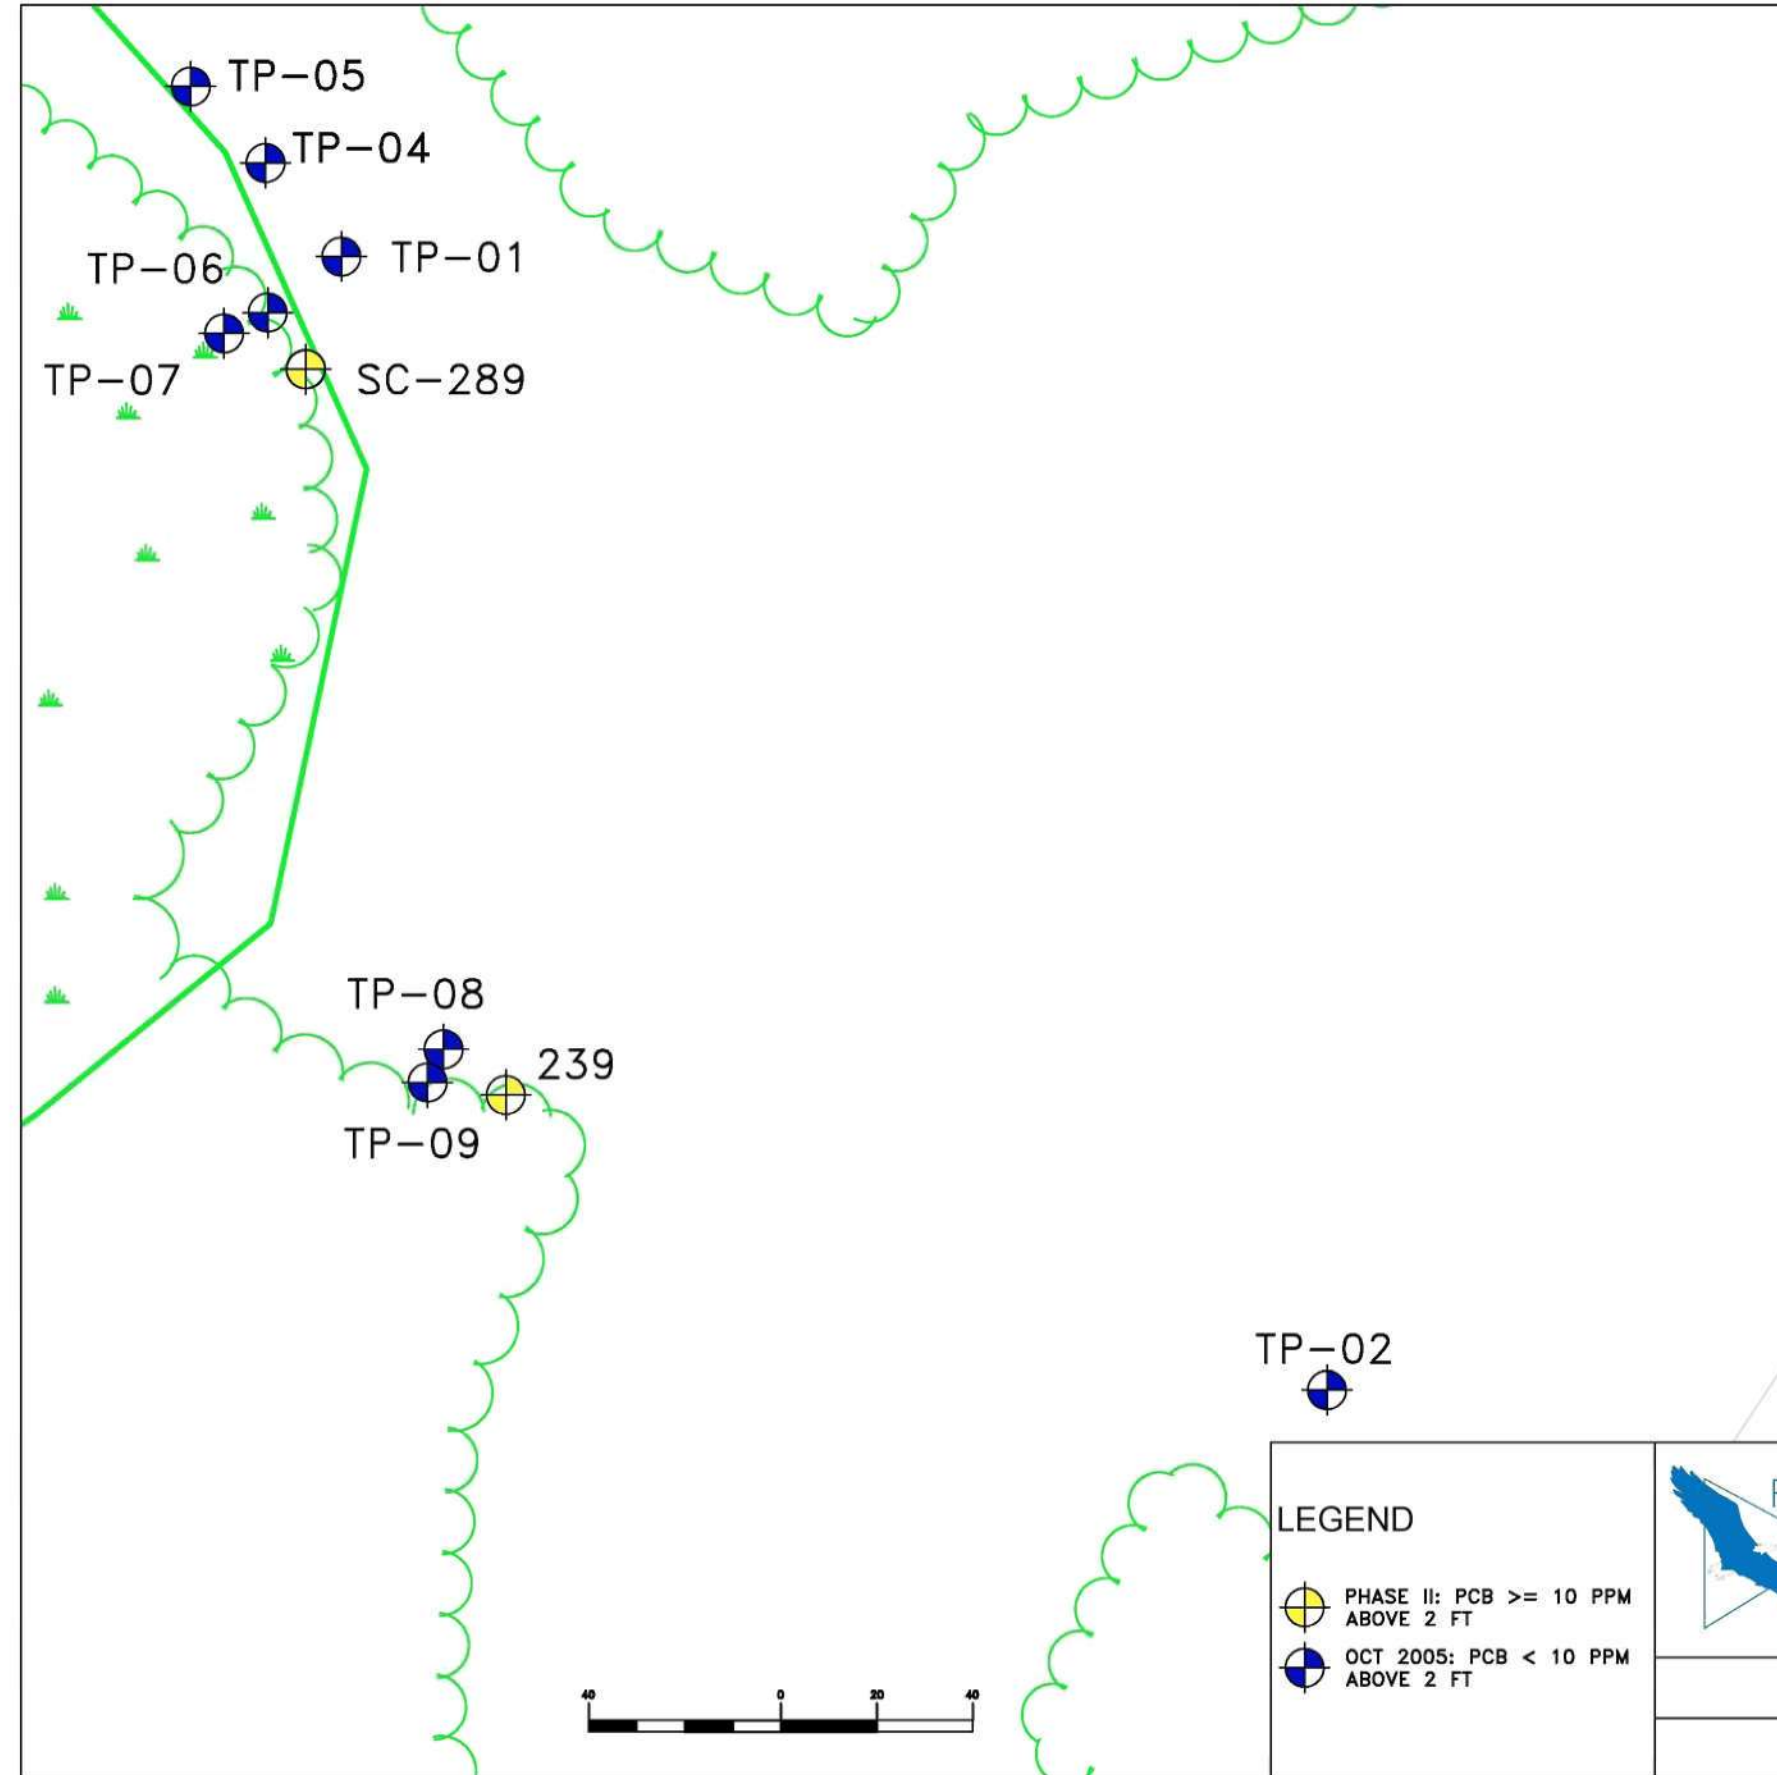 TP-05
TP-04
TP-01
TP-06
TP-07
SC-289
TP-08
239
TP-09
TP-02
LEGEND
PHASE II: PCB >= 10 PPM
ABOVE 2 FT
OCT 2005: PCB < 10 PPM
ABOVE 2 FT
40 0 20 40